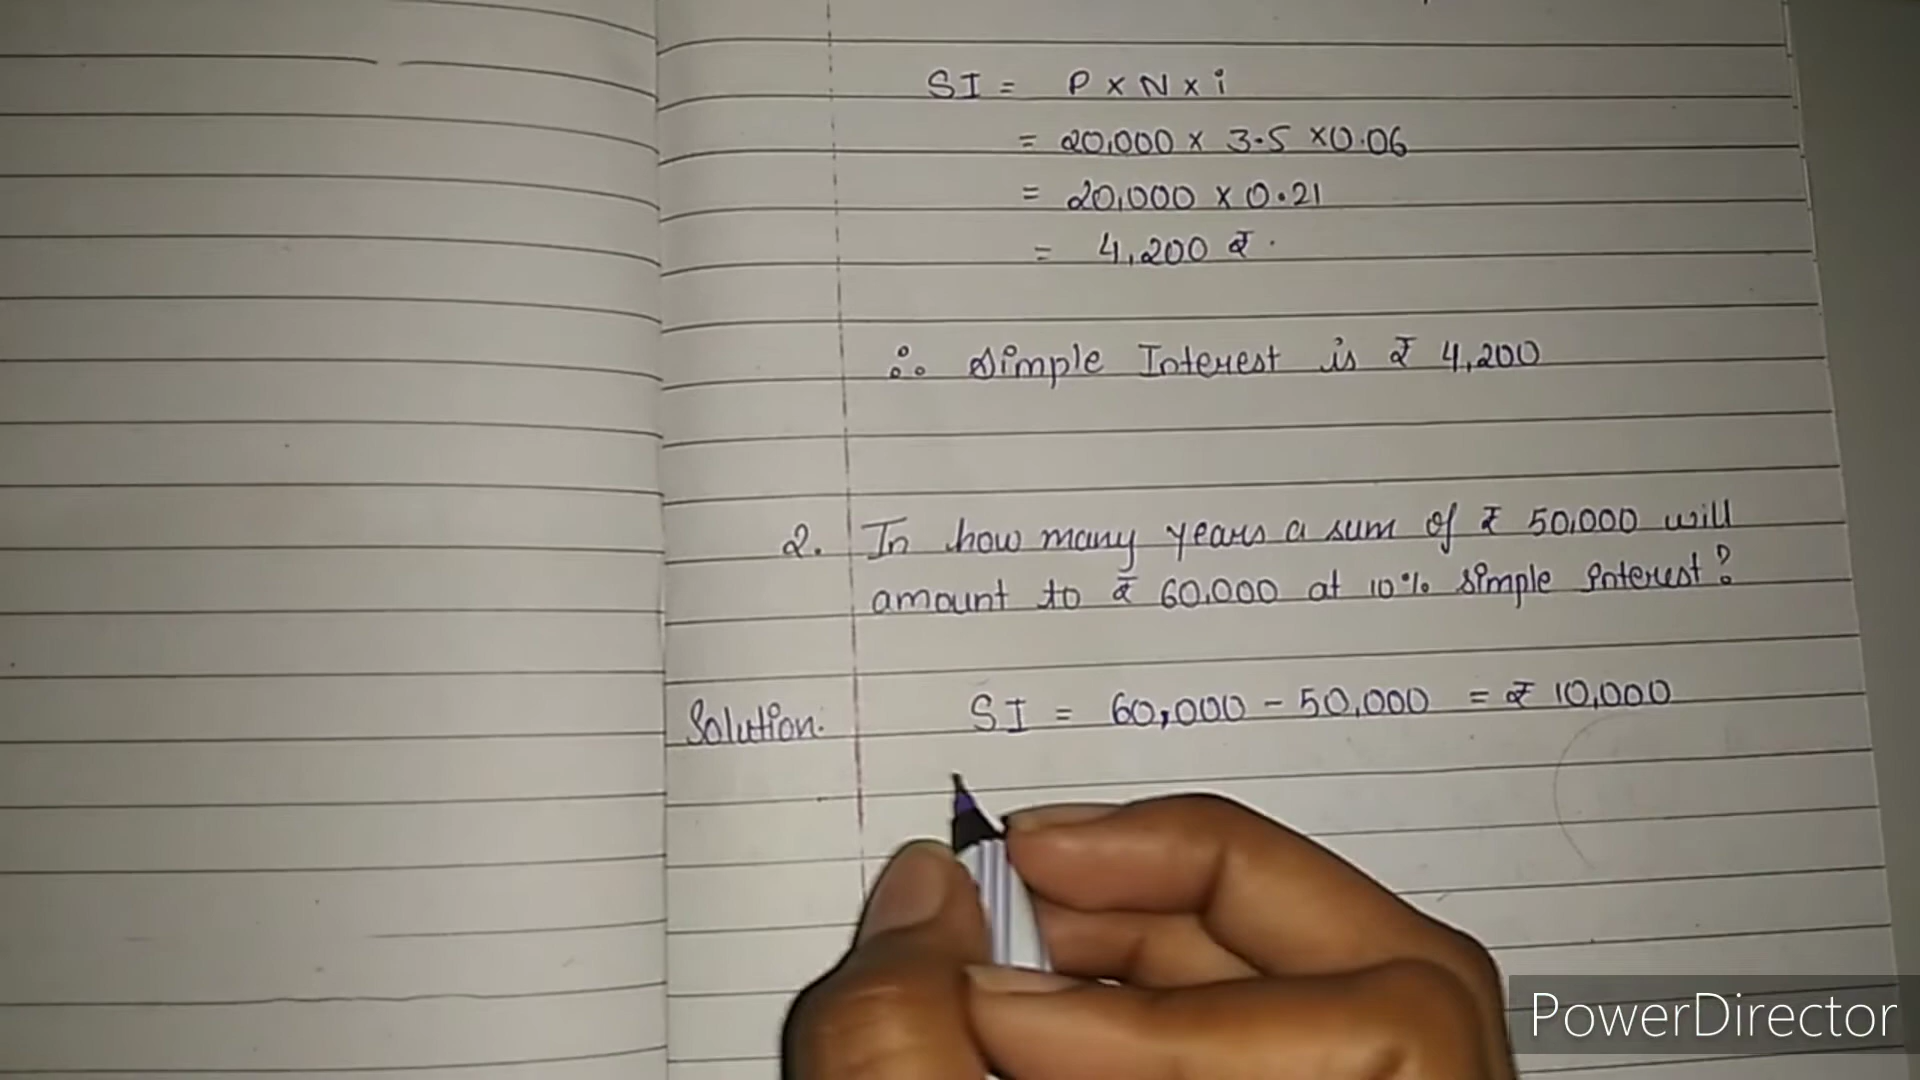 SI = P x N x i
= 20,000 x 3.5 x 0.06
= 20,000 x 0.21
= 4,200 ₹.
∴ Simple Interest is ₹ 4,200
2. In how many years a sum of ₹ 50,000 will
amount to ₹ 60,000 at 10% simple interest?
Solution. SI = 60,000 - 50,000 = ₹ 10,000
PowerDirector